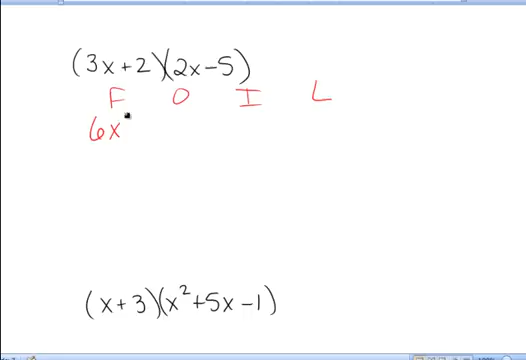 (3x+2)(2x-5)
F O I L
6x
(x+3)(x²+5x-1)